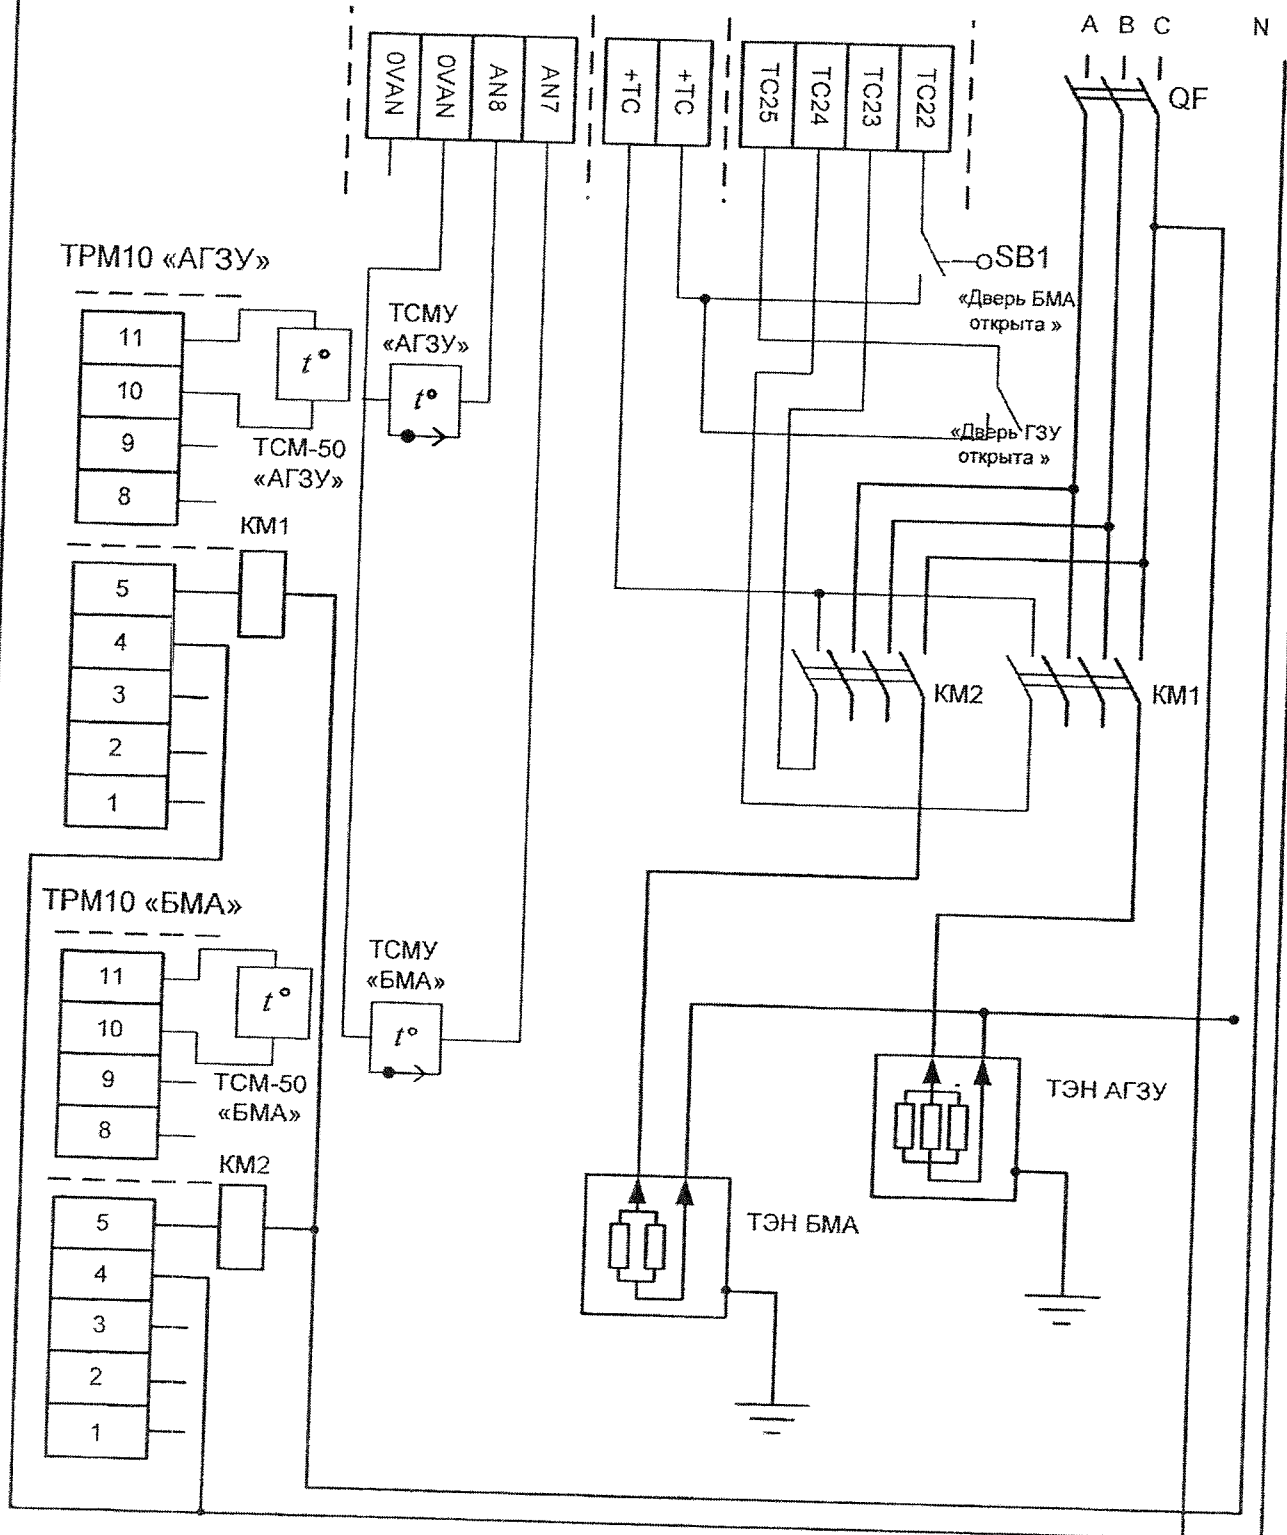 A B C N
QF
0VAN 0VAN AN8 AN7 +TC +TC TC25 TC24 TC23 TC22
SB1
«Дверь БМА
открыта »
ТРМ10 «АГЗУ»
11
10
9
8
t°
ТСМ-50
«АГЗУ»
ТСМУ
«АГЗУ»
t°
«Дверь ГЗУ
открыта »
КМ1
5
4
3
2
1
КМ2
КМ1
ТРМ10 «БМА»
11
10
9
8
t°
ТСМ-50
«БМА»
ТСМУ
«БМА»
t°
КМ2
5
4
3
2
1
ТЭН АГЗУ
ТЭН БМА